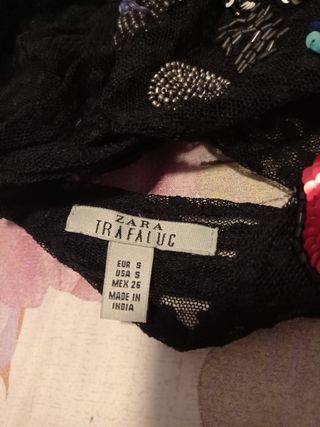 ZARA
TRAFALUC
EUR S
USA S
MEX 26
MADE IN
INDIA